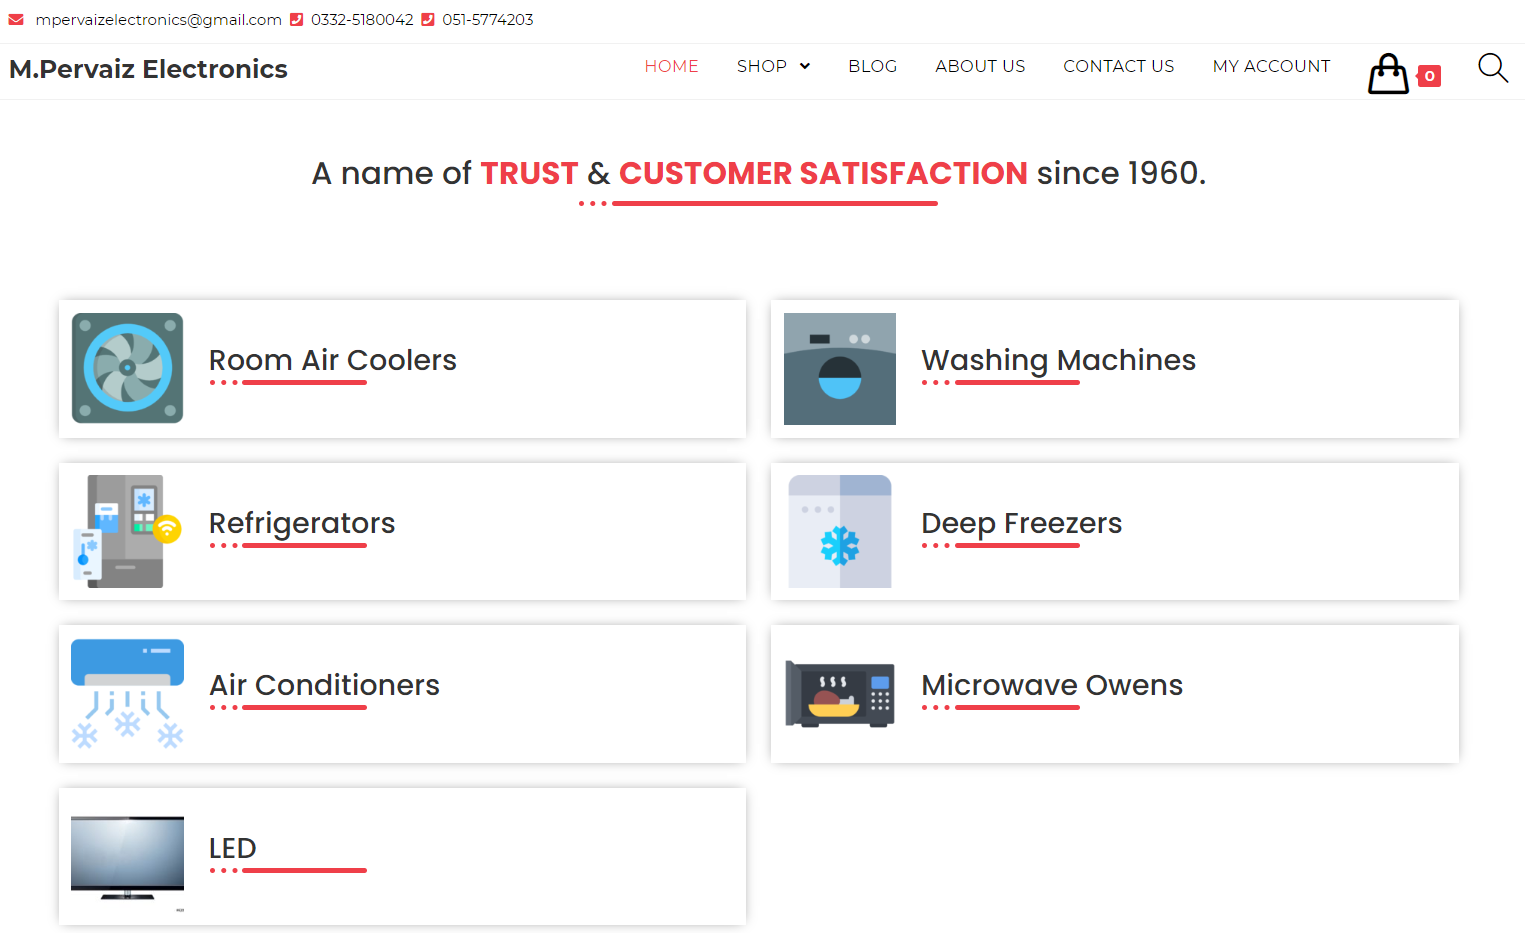 mpervaizelectronics@gmail.com 0332-5180042 051-5774203
M.Pervaiz Electronics
HOME SHOP BLOG ABOUT US CONTACT US MY ACCOUNT 0
A name of TRUST & CUSTOMER SATISFACTION since 1960.
Room Air Coolers
Washing Machines
Refrigerators
Deep Freezers
Air Conditioners
Microwave Owens
LED